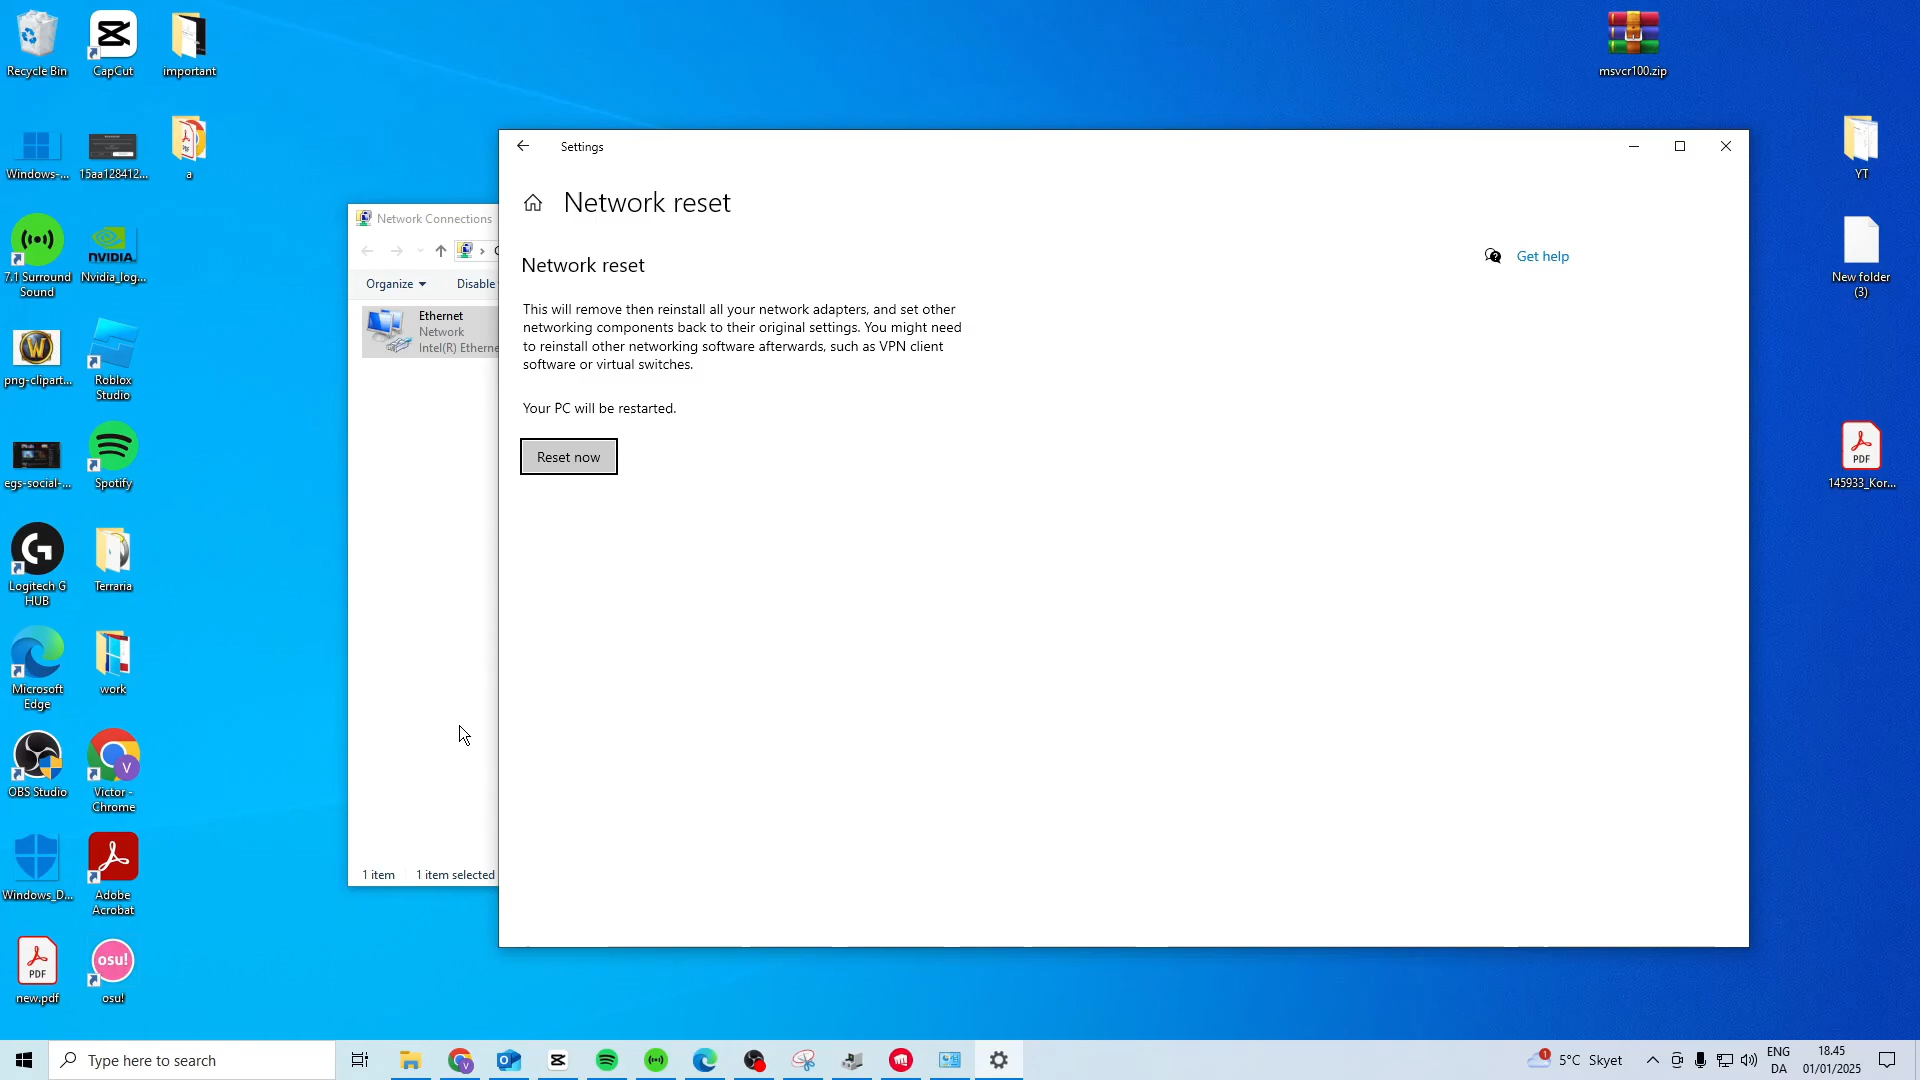 Recycle Bin
CapCut
important
msvcr100.zip
Windows-...
15aa128412...
a
YT
7.1 Surround
Sound
NVIDIA.
Nvidia_log...
New folder
(3)
png-clipart...
Roblox
Studio
egs-social-...
Spotify
PDF
145933_Kor...
Logitech G
HUB
Terraria
Microsoft
Edge
work
OBS Studio
V
Victor -
Chrome
Windows_D...
Adobe
Acrobat
PDF
new.pdf
osu!
osu!
Network Connections
Organize
Disable
Ethernet
Network
Intel(R) Etherne
1 item
1 item selected
Settings
Network reset
Network reset
Get help
This will remove then reinstall all your network adapters, and set other
networking components back to their original settings. You might need
to reinstall other networking software afterwards, such as VPN client
software or virtual switches.
Your PC will be restarted.
Reset now
Type here to search
1
5°C Skyet
ENG
DA
18.45
01/01/2025